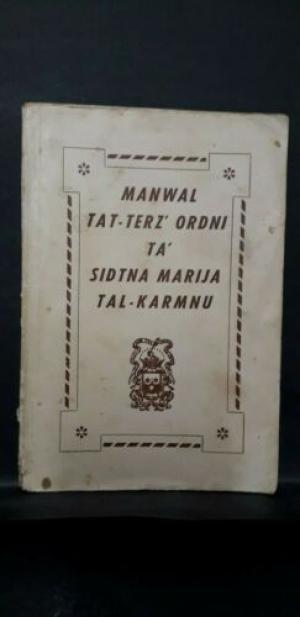 MANWAL
TAT-TERZ' ORDNI
TA'
SIDTNA MARIJA
TAL-KARMNU